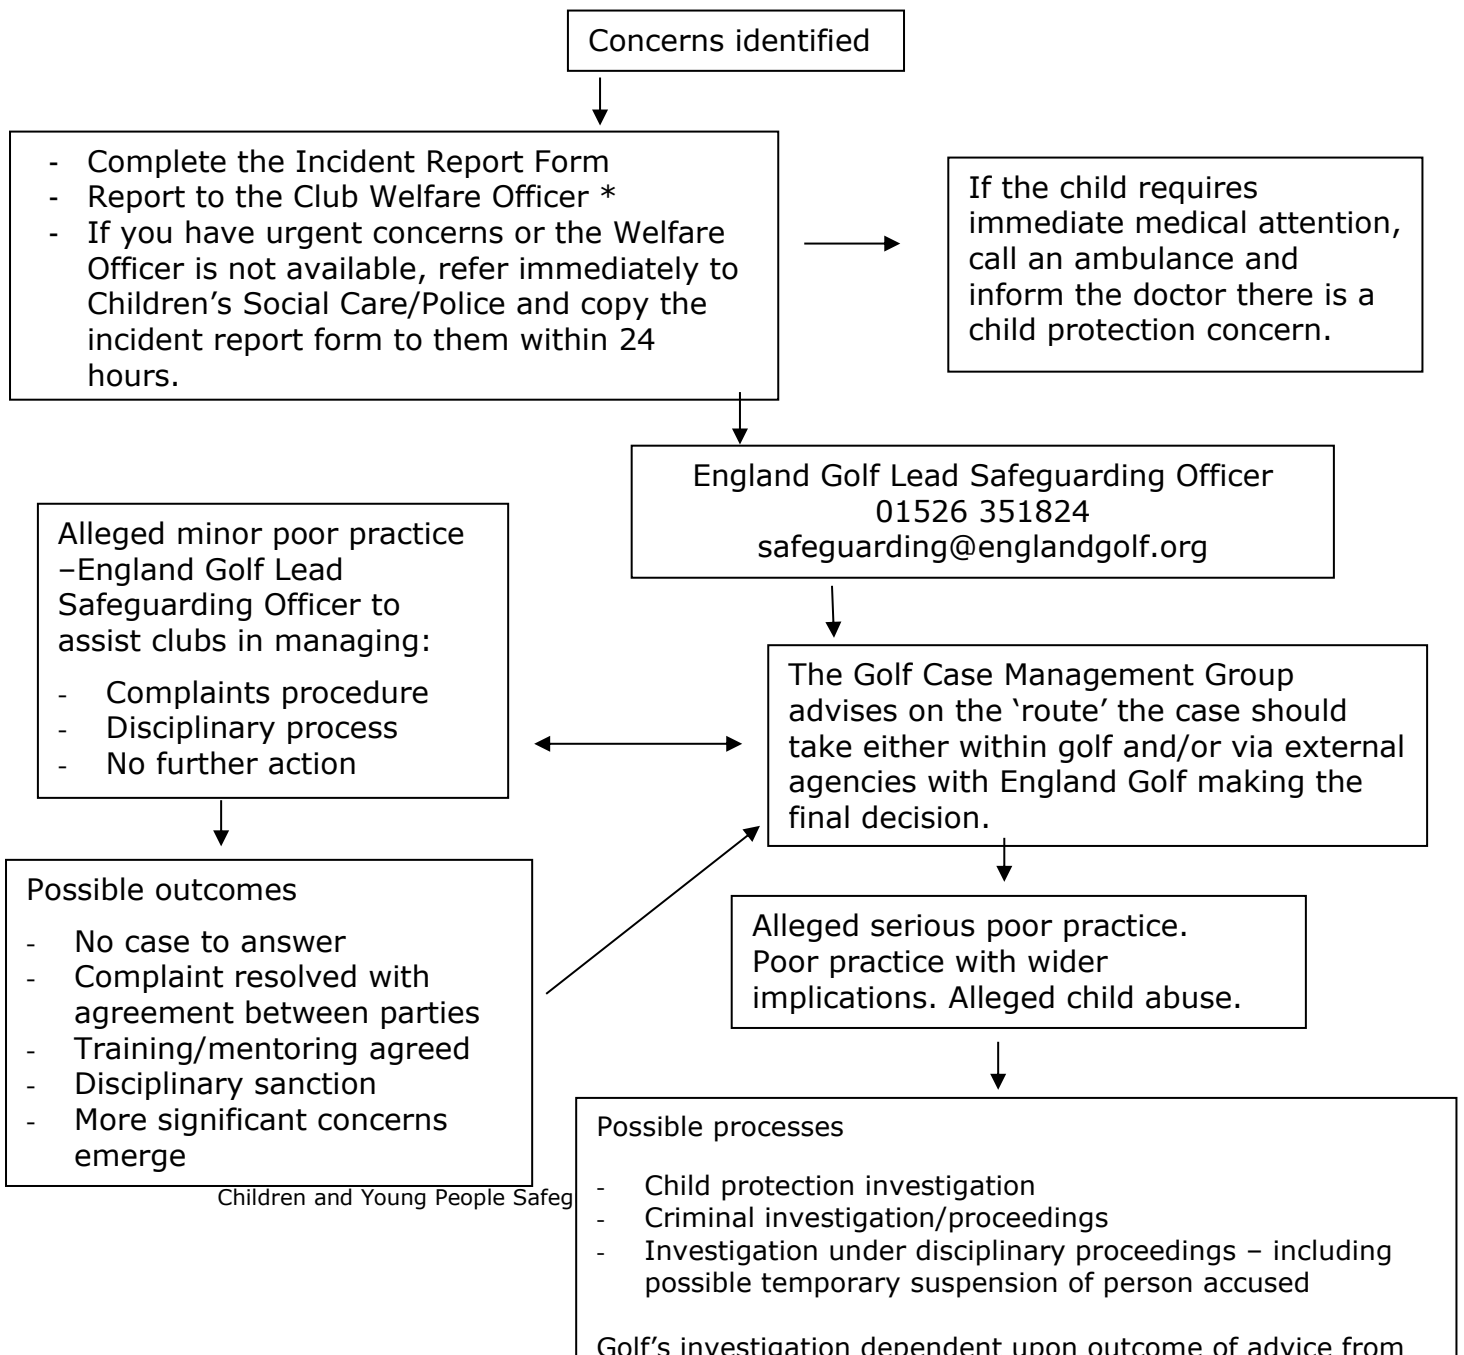 Concerns identified
- Complete the Incident Report Form
- Report to the Club Welfare Officer *
- If you have urgent concerns or the Welfare
Officer is not available, refer immediately to
Children’s Social Care/Police and copy the
incident report form to them within 24
hours.
If the child requires
immediate medical attention,
call an ambulance and
inform the doctor there is a
child protection concern.
England Golf Lead Safeguarding Officer
01526 351824
safeguarding@englandgolf.org
Alleged minor poor practice
–England Golf Lead
Safeguarding Officer to
assist clubs in managing:
- Complaints procedure
- Disciplinary process
- No further action
The Golf Case Management Group
advises on the ‘route’ the case should
take either within golf and/or via external
agencies with England Golf making the
final decision.
Possible outcomes
- No case to answer
- Complaint resolved with
agreement between parties
- Training/mentoring agreed
- Disciplinary sanction
- More significant concerns
emerge
Alleged serious poor practice.
Poor practice with wider
implications. Alleged child abuse.
Possible processes
- Child protection investigation
- Criminal investigation/proceedings
- Investigation under disciplinary proceedings – including
possible temporary suspension of person accused
Golf’s investigation dependent upon outcome of advice from
Children and Young People Safeg